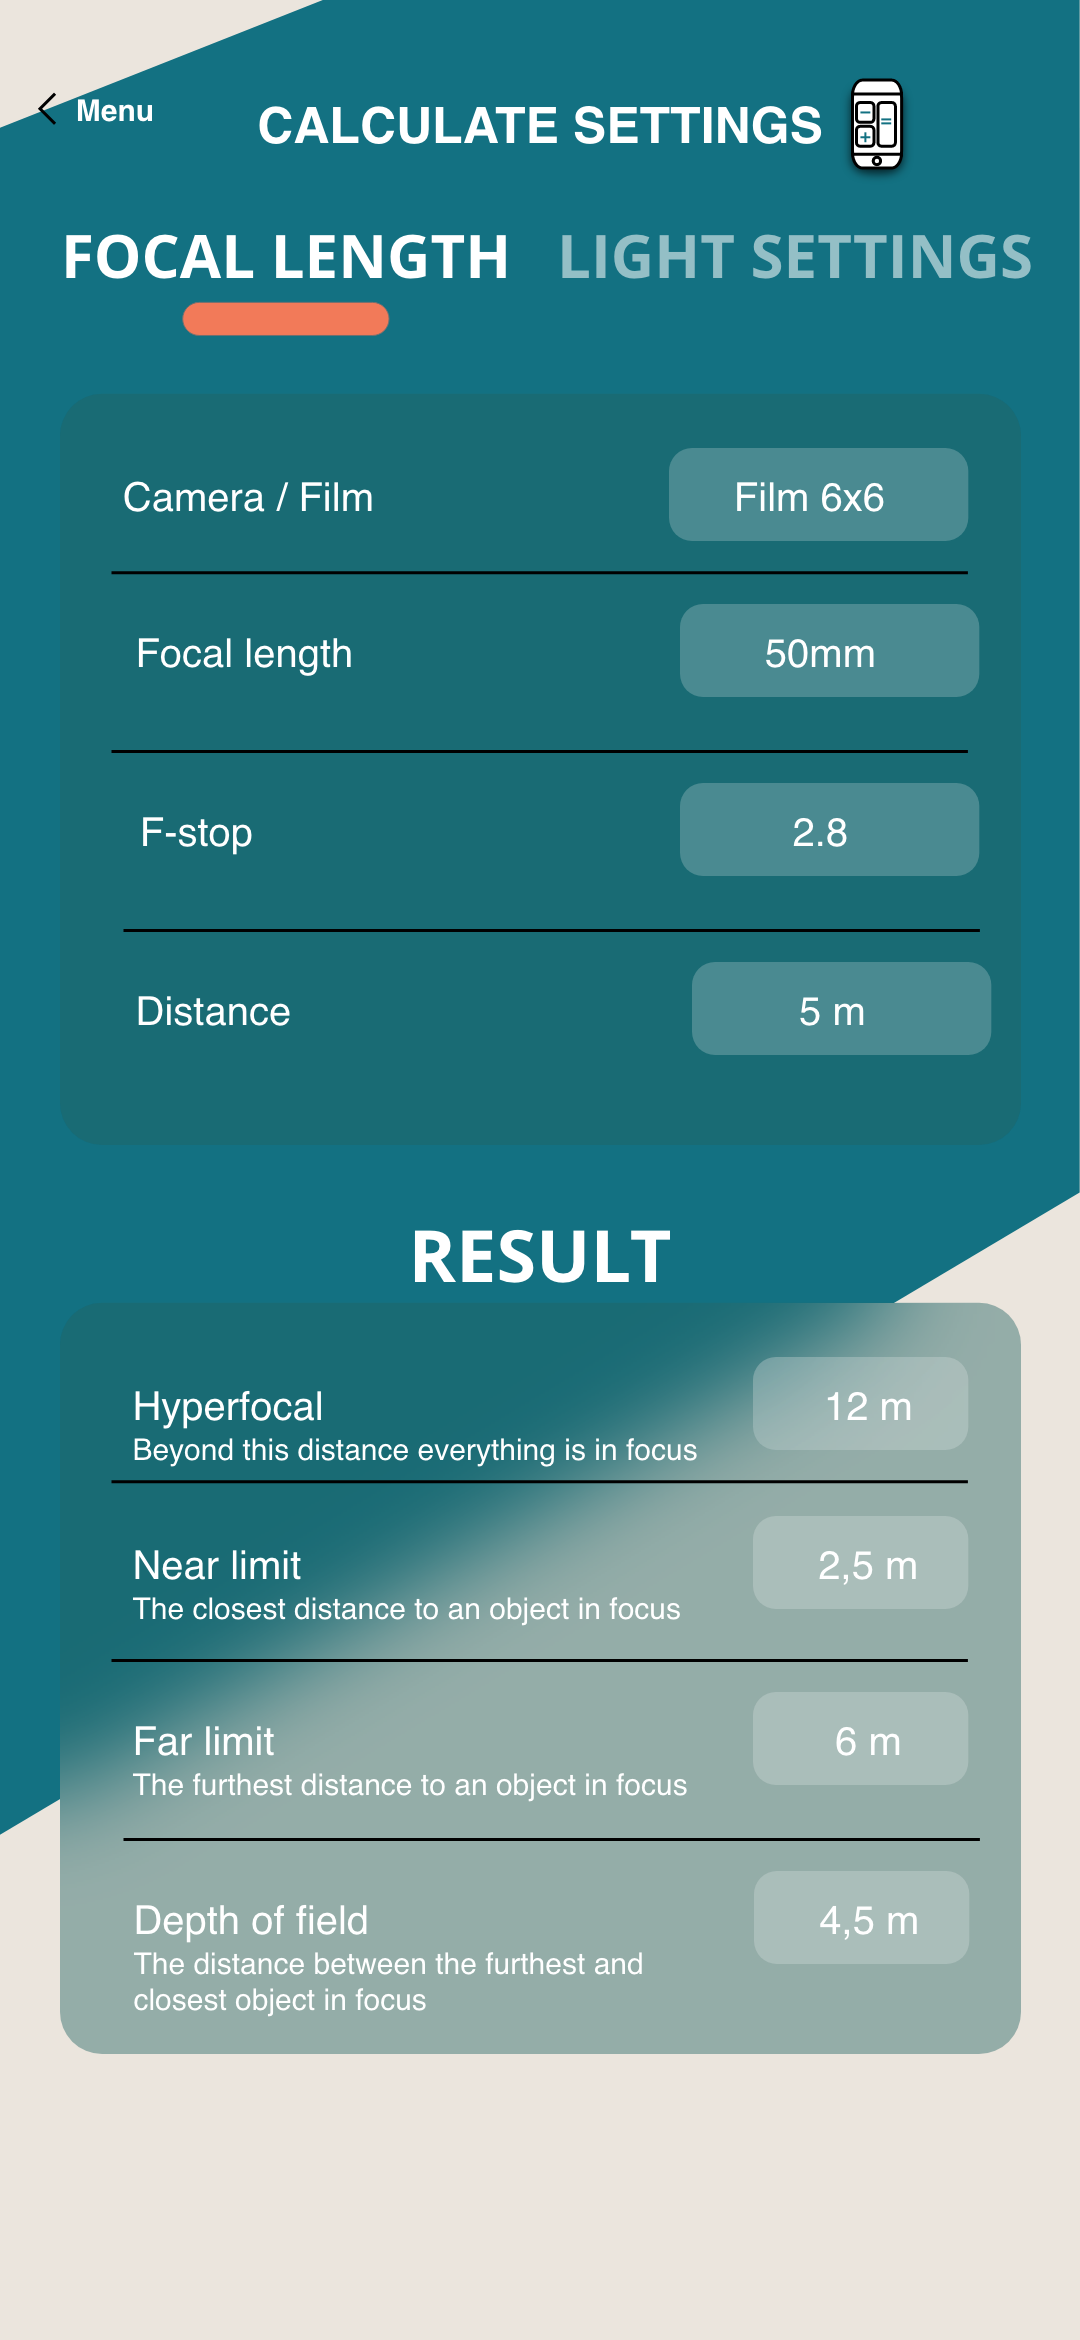 Menu
CALCULATE SETTINGS
FOCAL LENGTH LIGHT SETTINGS
Camera / Film Film 6x6
Focal length 50mm
F-stop 2.8
Distance 5 m
RESULT
Hyperfocal 12 m
Beyond this distance everything is in focus
Near limit 2,5 m
The closest distance to an object in focus
Far limit 6 m
The furthest distance to an object in focus
Depth of field 4,5 m
The distance between the furthest and
closest object in focus